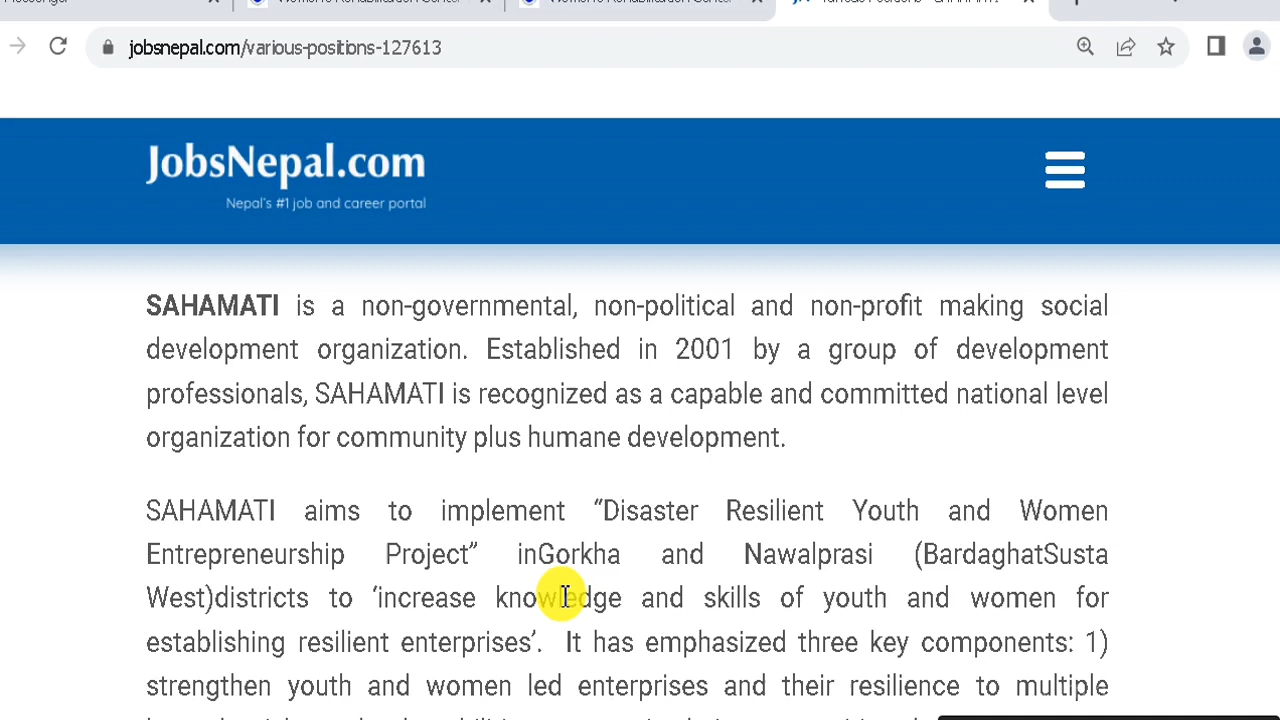 jobsnepal.com/various-positions-127613
JobsNepal.com
Nepal's #1 job and career portal
SAHAMATI is a non-governmental, non-political and non-profit making social
development organization. Established in 2001 by a group of development
professionals, SAHAMATI is recognized as a capable and committed national level
organization for community plus humane development.
SAHAMATI aims to implement “Disaster Resilient Youth and Women
Entrepreneurship Project” inGorkha and Nawalprasi (BardaghatSusta
West)districts to ‘increase knowledge and skills of youth and women for
establishing resilient enterprises’. It has emphasized three key components: 1)
strengthen youth and women led enterprises and their resilience to multiple